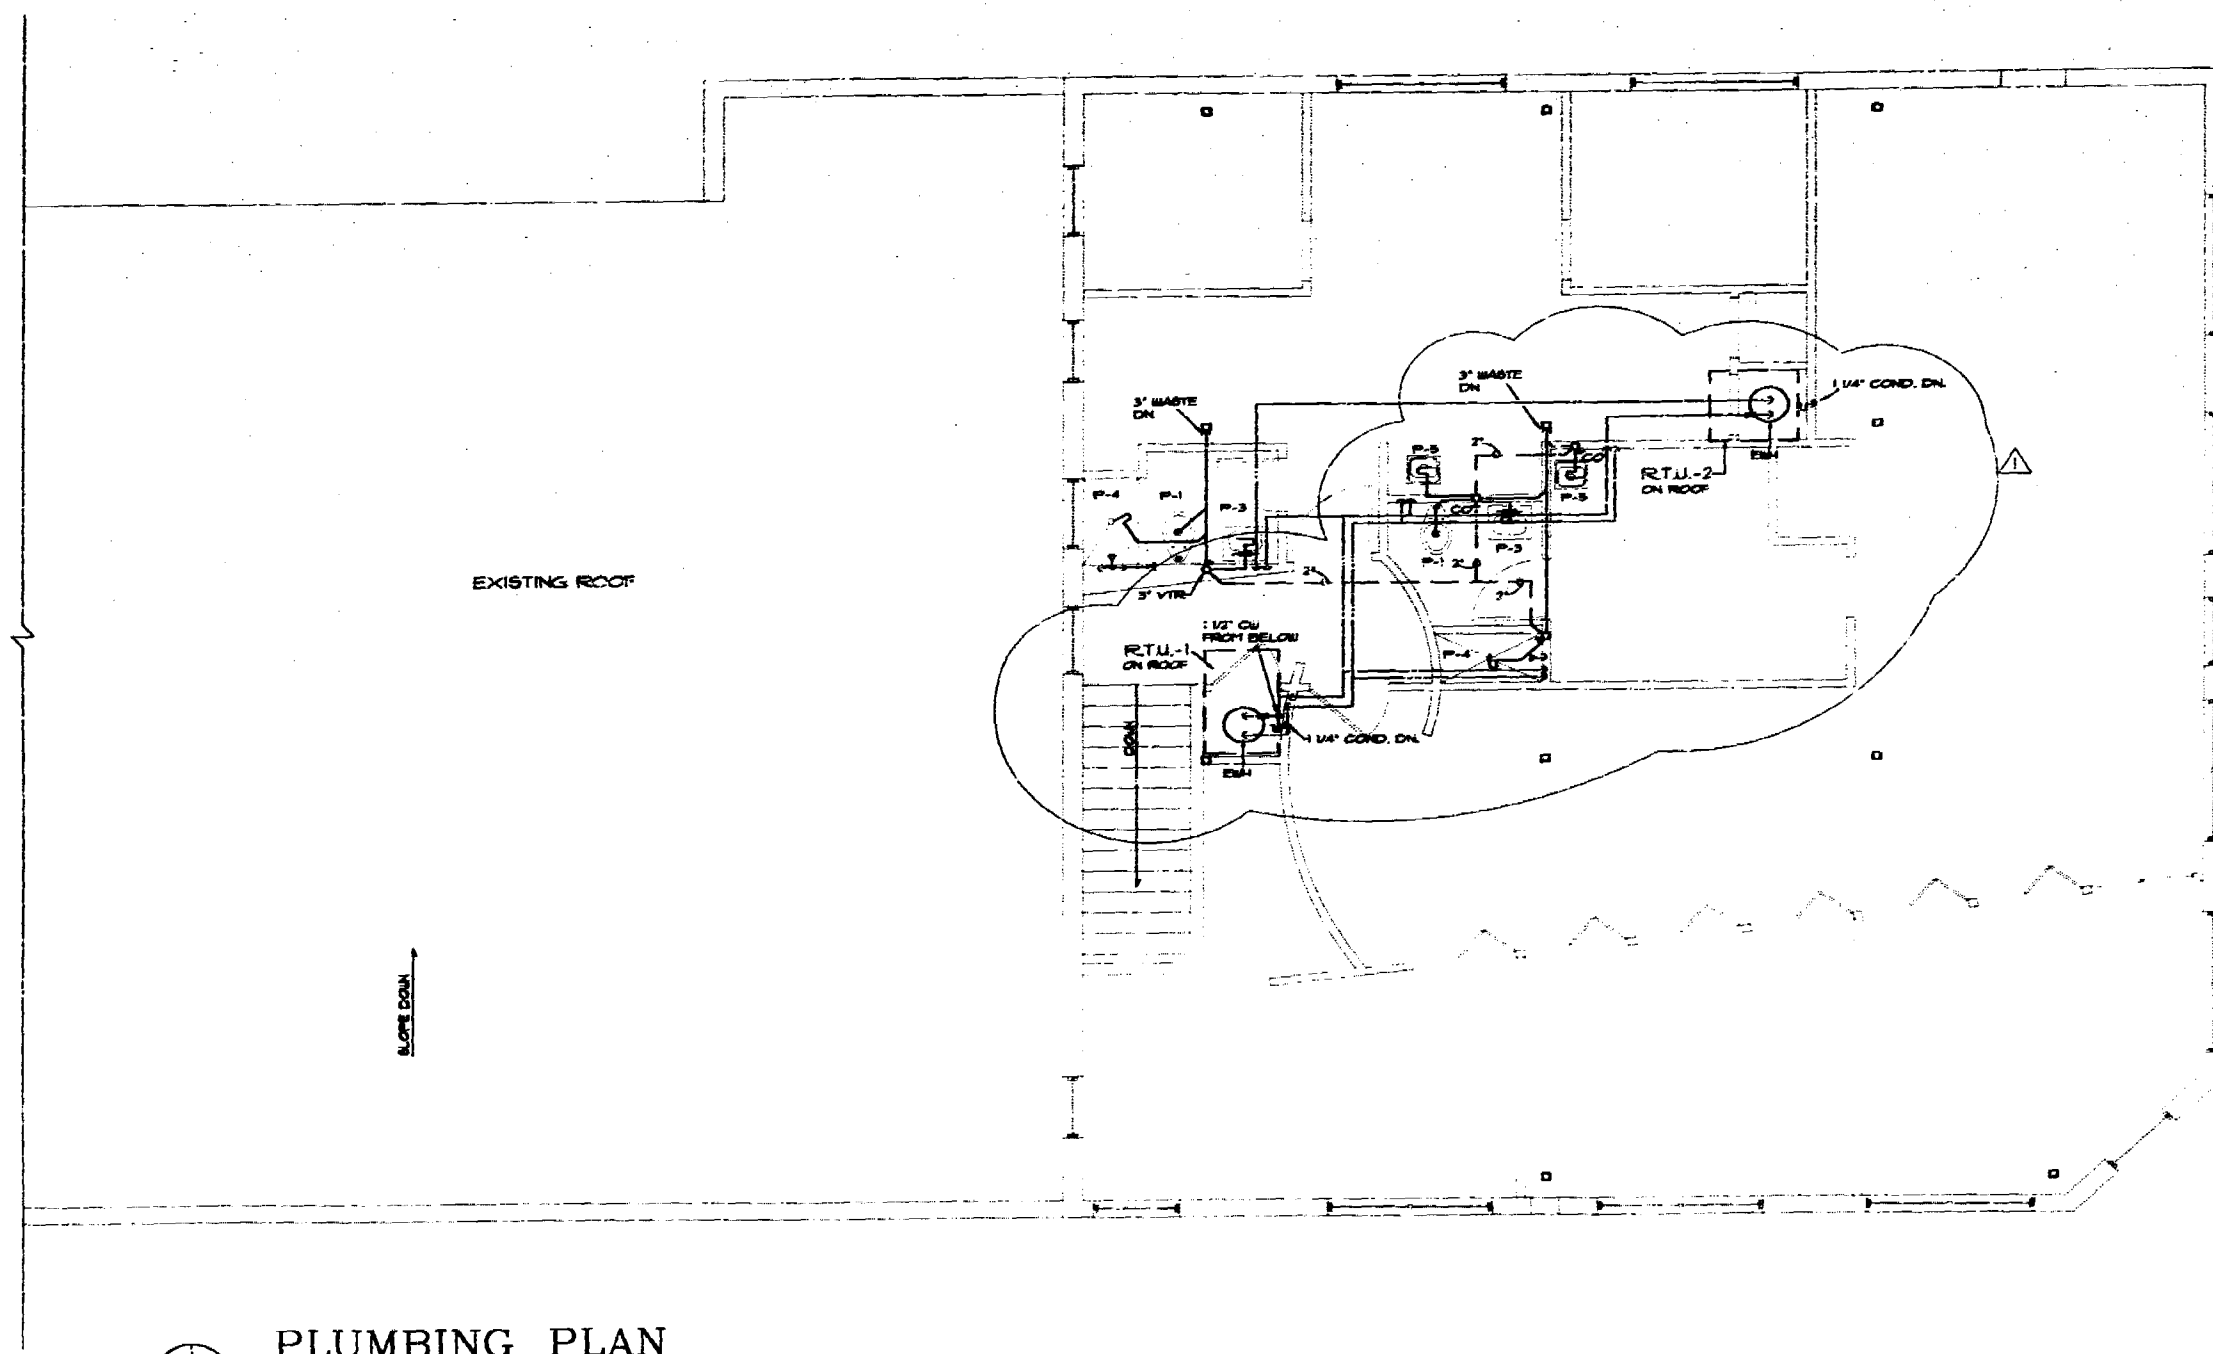 3" WASTE
DN
1 1/4" COND. DN.
3" WASTE
DN
P-5
2"
CO
P-5
R.T.U.-2
ON ROOF
EWH
1
P-4
P-1
P-3
CO
P-3
P-1
2"
2"
2"
3" VTR
EXISTING ROOF
1 1/2" CW
FROM BELOW
R.T.U.-1
ON ROOF
P-4
DOWN
1 1/4" COND. DN.
EWH
SLOPE DOWN
PLUMBING PLAN